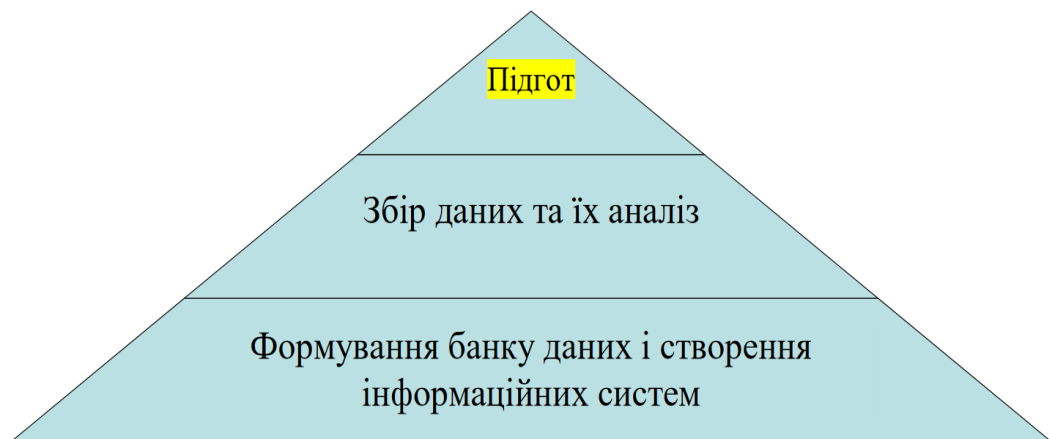 Підгот
Збір даних та їх аналіз
Формування банку даних і створення
інформаційних систем